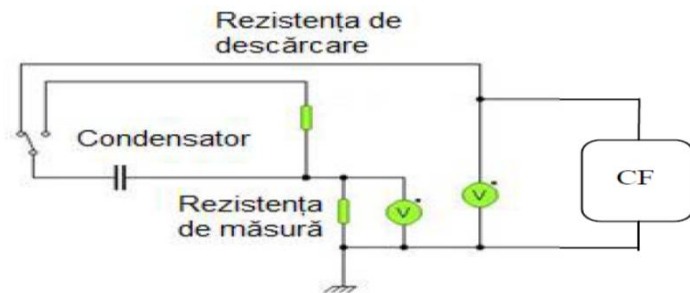 Rezistența de
descărcare
Condensator
CF
Rezistența
de măsură
V
V